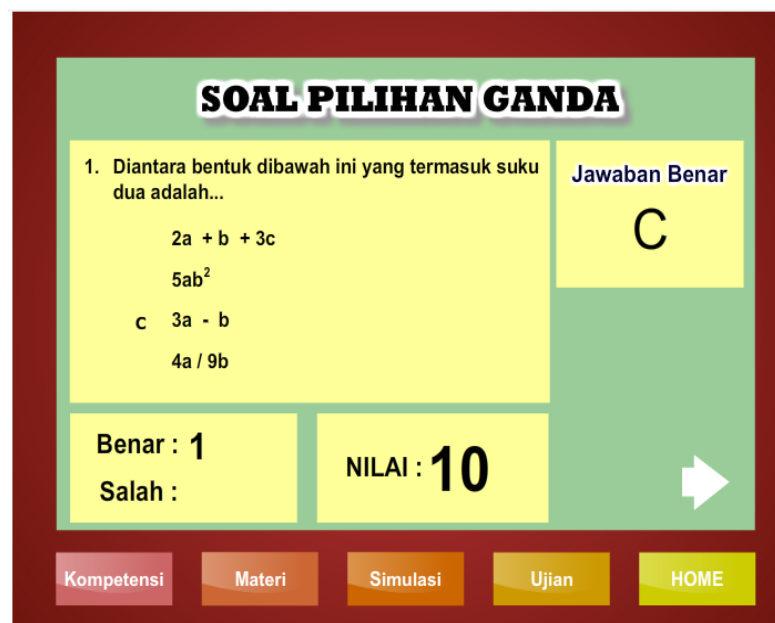 SOAL PILIHAN GANDA
1. Diantara bentuk dibawah ini yang termasuk suku
dua adalah...
2a + b + 3c
5ab²
C 3a - b
4a / 9b
Jawaban Benar
C
Benar : 1
Salah :
NILAI : 10
Kompetensi
Materi
Simulasi
Ujian
HOME